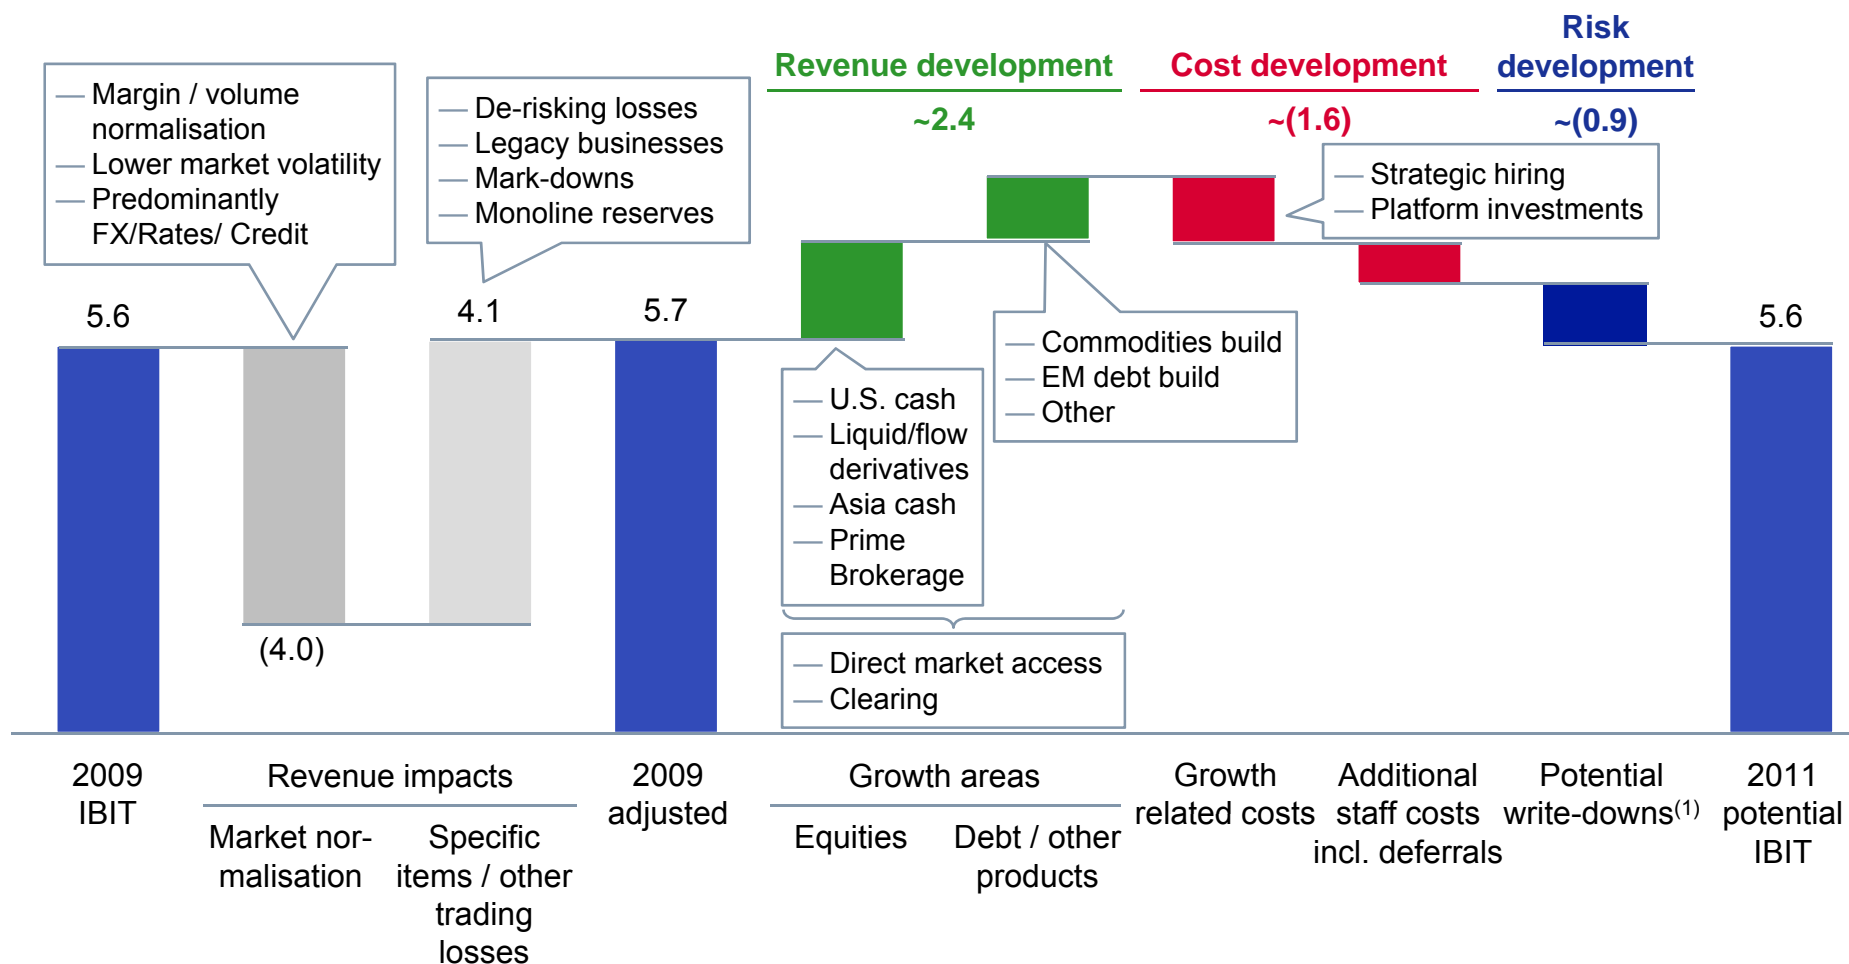 Revenue development
~2.4
Cost development
~(1.6)
Risk
development
~(0.9)
— Margin / volume
normalisation
— Lower market volatility
— Predominantly
FX/Rates/ Credit
— De-risking losses
— Legacy businesses
— Mark-downs
— Monoline reserves
— Strategic hiring
— Platform investments
5.6
(4.0)
4.1
5.7
5.6
— Commodities build
— EM debt build
— Other
— U.S. cash
— Liquid/flow
derivatives
— Asia cash
— Prime
Brokerage
— Direct market access
— Clearing
2009
IBIT
Revenue impacts
Market nor-
malisation
Specific
items / other
trading
losses
2009
adjusted
Growth areas
Equities
Debt / other
products
Growth
related costs
Additional
staff costs
incl. deferrals
Potential
write-downs(1)
2011
potential
IBIT